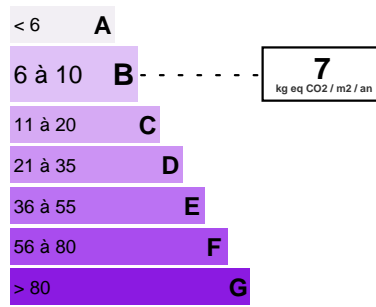 < 6 A
6 à 10 B
7
kg eq CO2 / m2 / an
11 à 20 C
21 à 35 D
36 à 55 E
56 à 80 F
> 80 G